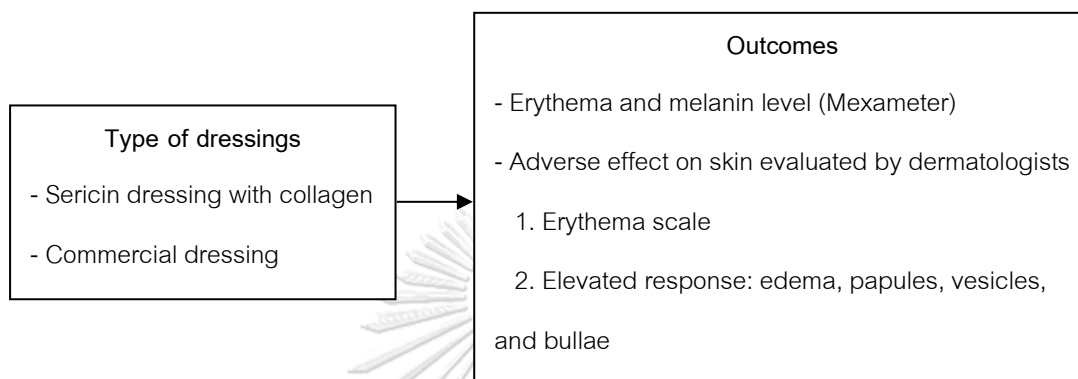 Type of dressings
- Sericin dressing with collagen
- Commercial dressing
Outcomes
- Erythema and melanin level (Mexameter)
- Adverse effect on skin evaluated by dermatologists
1. Erythema scale
2. Elevated response: edema, papules, vesicles,
and bullae